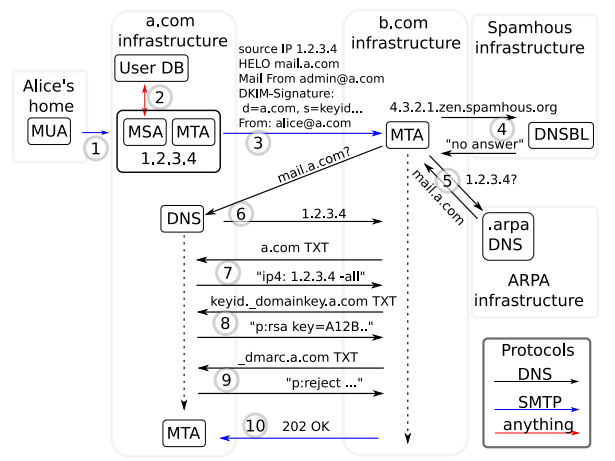 a.com
infrastructure
b.com
infrastructure
Spamhous
infrastructure
User DB
source IP 1.2.3.4
HELO mail.a.com
Mail From admin@a.com
DKIM-Signature:
d=a.com, s=keyid...
From: alice@a.com
Alice's
home
MUA
1
2
MSA
MTA
1.2.3.4
3
MTA
4.3.2.1.zen.spamhous.org
4
"no answer"
DNSBL
mail.a.com?
5
1.2.3.4?
mail.a.com
DNS
6
1.2.3.4
.arpa
DNS
ARPA
infrastructure
a.com TXT
7
"ip4: 1.2.3.4 -all"
keyid._domainkey.a.com TXT
8
"p:rsa key=A12B.."
_dmarc.a.com TXT
9
"p:reject ..."
MTA
10
202 OK
Protocols
DNS
SMTP
anything